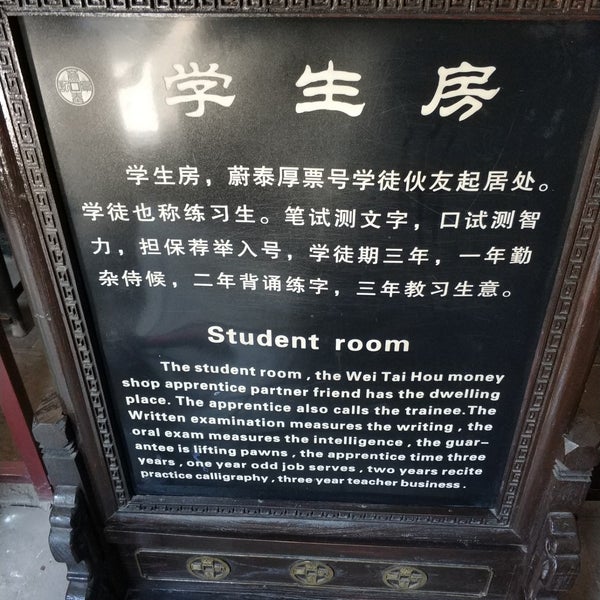 学生房
学生房，蔚泰厚票号学徒伙友起居处。
学徒也称练习生。笔试测文字，口试测智
力，担保荐举入号，学徒期三年，一年勤
杂侍候，二年背诵练字，三年教习生意。
Student room
The student room , the Wei Tai Hou money
shop apprentice partner friend has the dwelling
place. The apprentice also calls the trainee.The
Written examination measures the writing , the
oral exam measures the intelligence , the guar-
antee is lifting pawns , the apprentice time three
years , one year odd job serves , two years recite
practice calligraphy , three year teacher business .